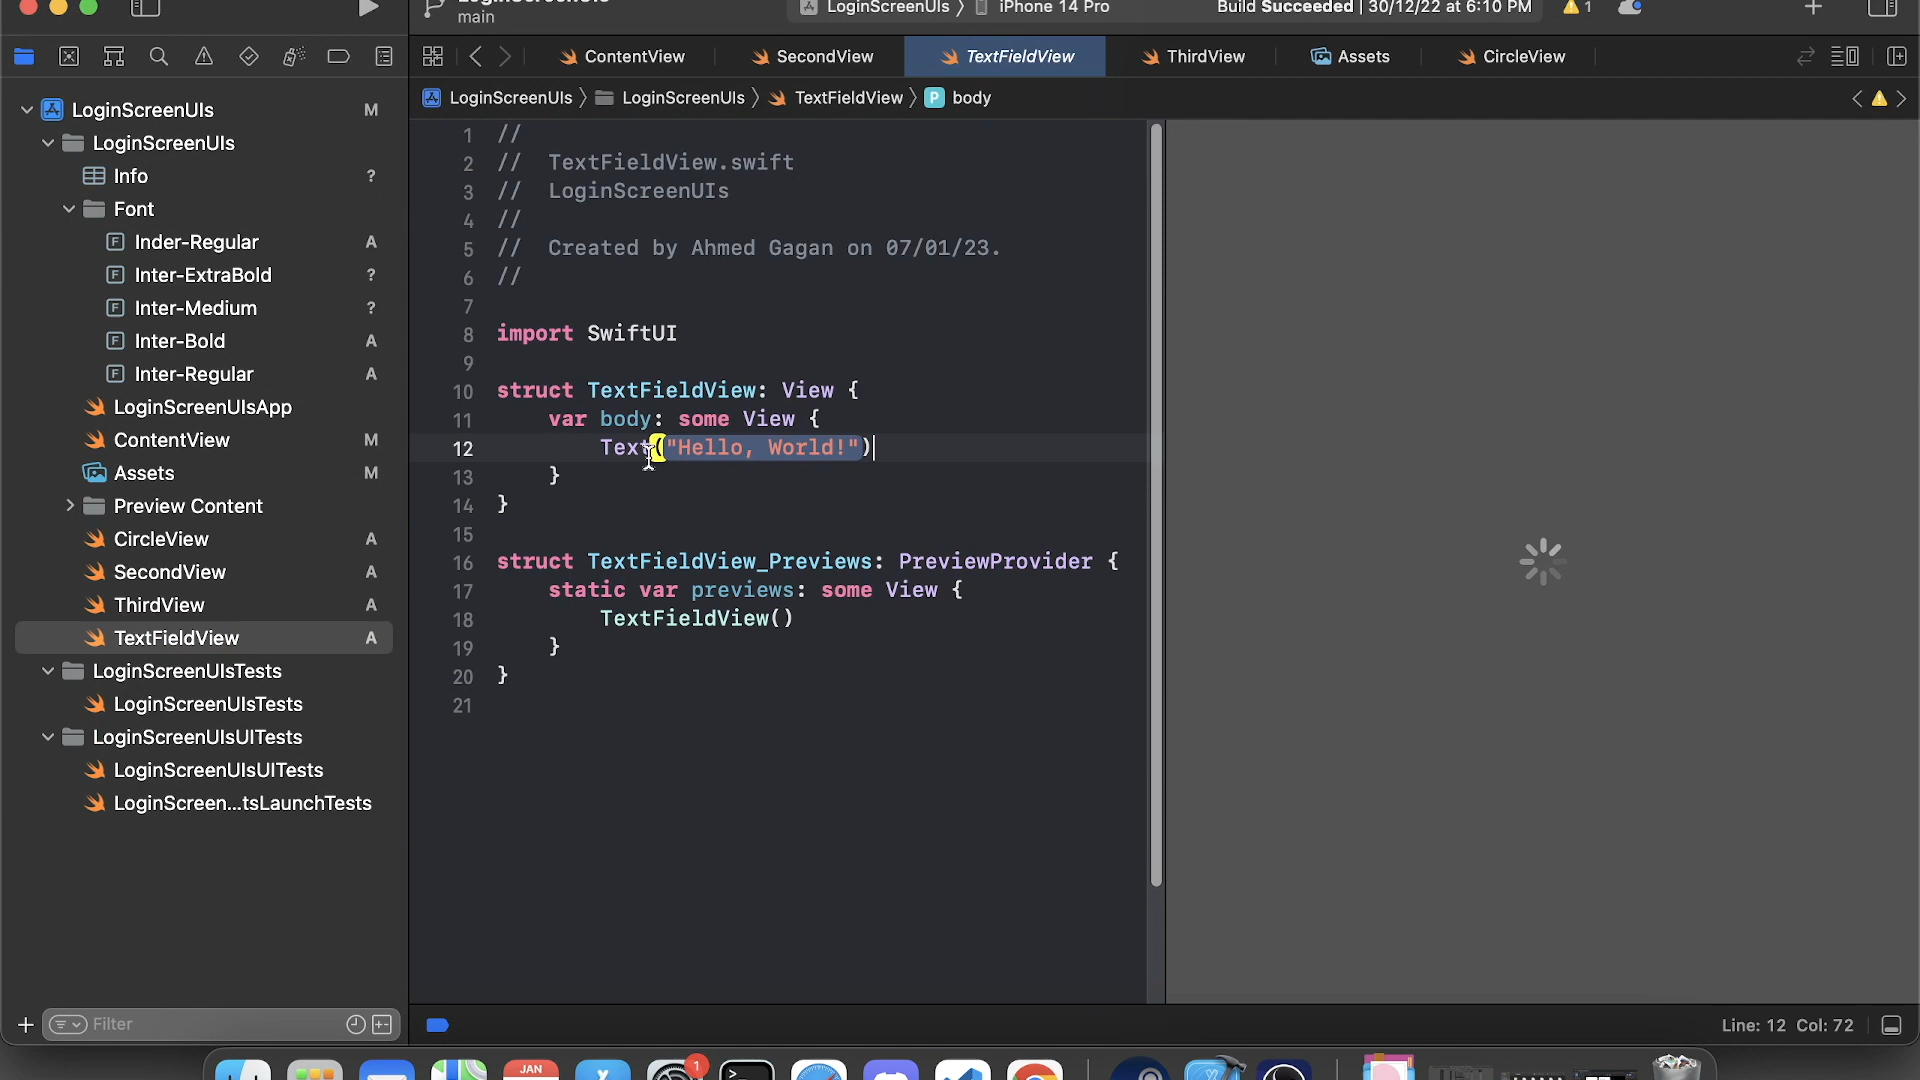 main
LoginScreenUIs
iPhone 14 Pro
Build Succeeded | 30/12/22 at 6:10 PM
1
ContentView
SecondView
TextFieldView
ThirdView
Assets
CircleView
LoginScreenUIs
LoginScreenUIs
TextFieldView
P
body
LoginScreenUIs M
LoginScreenUIs
Info ?
Font
F Inder-Regular A
F Inter-ExtraBold ?
F Inter-Medium ?
F Inter-Bold A
F Inter-Regular A
LoginScreenUIsApp
ContentView M
Assets M
Preview Content
CircleView A
SecondView A
ThirdView A
TextFieldView A
LoginScreenUIsTests
LoginScreenUIsTests
LoginScreenUIsUITests
LoginScreenUIsUITests
LoginScreen...tsLaunchTests
1 //
2 //  TextFieldView.swift
3 //  LoginScreenUIs
4 //
5 //  Created by Ahmed Gagan on 07/01/23.
6 //
7
8 import SwiftUI
9
10 struct TextFieldView: View {
11     var body: some View {
12         Text("Hello, World!")
13     }
14 }
15
16 struct TextFieldView_Previews: PreviewProvider {
17     static var previews: some View {
18         TextFieldView()
19     }
20 }
21
Filter
Line: 12 Col: 72
JAN
1